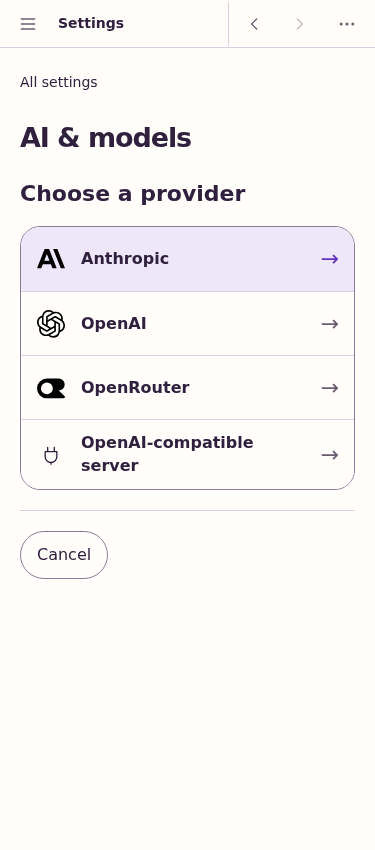 Settings
All settings
AI & models
Choose a provider
Anthropic
OpenAI
OpenRouter
OpenAI-compatible
server
Cancel